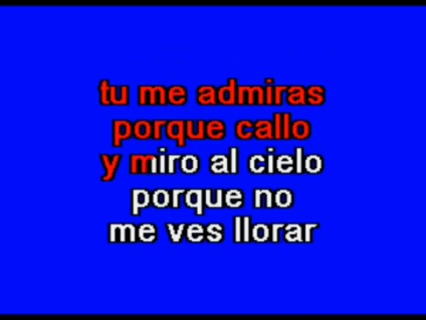 tu me admiras
porque callo
y miro al cielo
porque no
me ves llorar